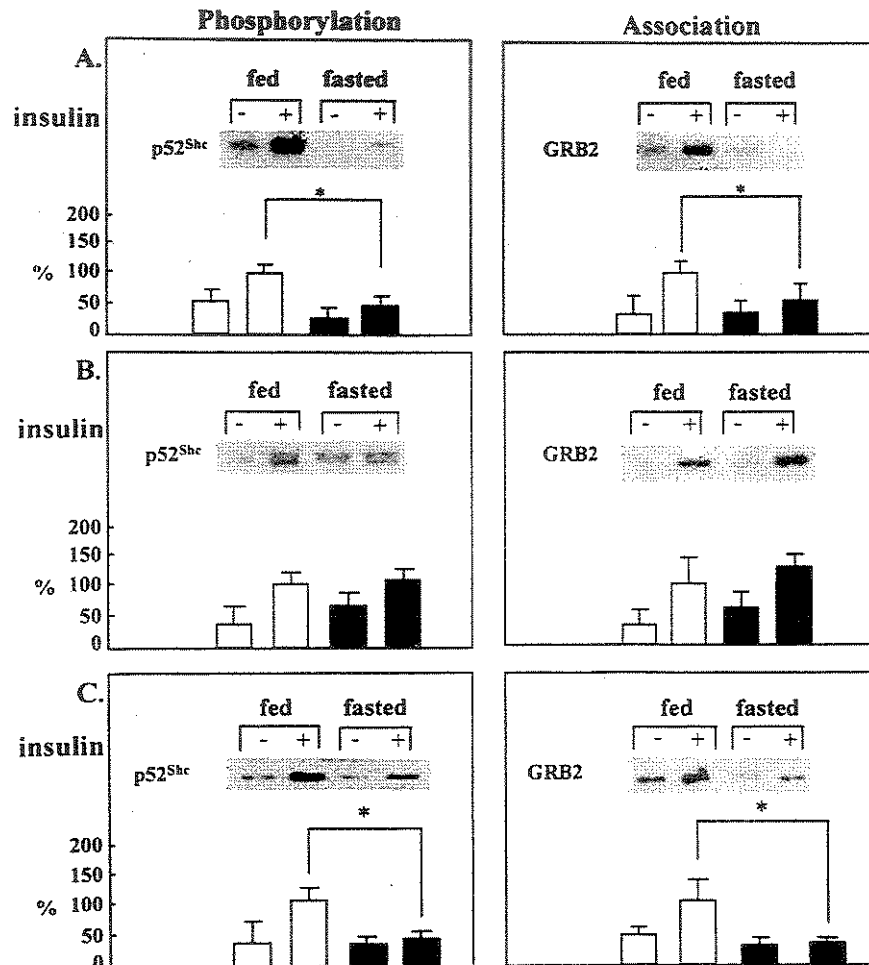 Phosphorylation Association
A.
fed fasted fed fasted
insulin - + - + - + - +
p52Shc GRB2
* *
200
150
% 100
50
0
B.
fed fasted fed fasted
insulin - + - + - + - +
p52Shc GRB2
200
150
% 100
50
0
C.
fed fasted fed fasted
insulin - + - + - + - +
p52Shc GRB2
* *
200
150
% 100
50
0